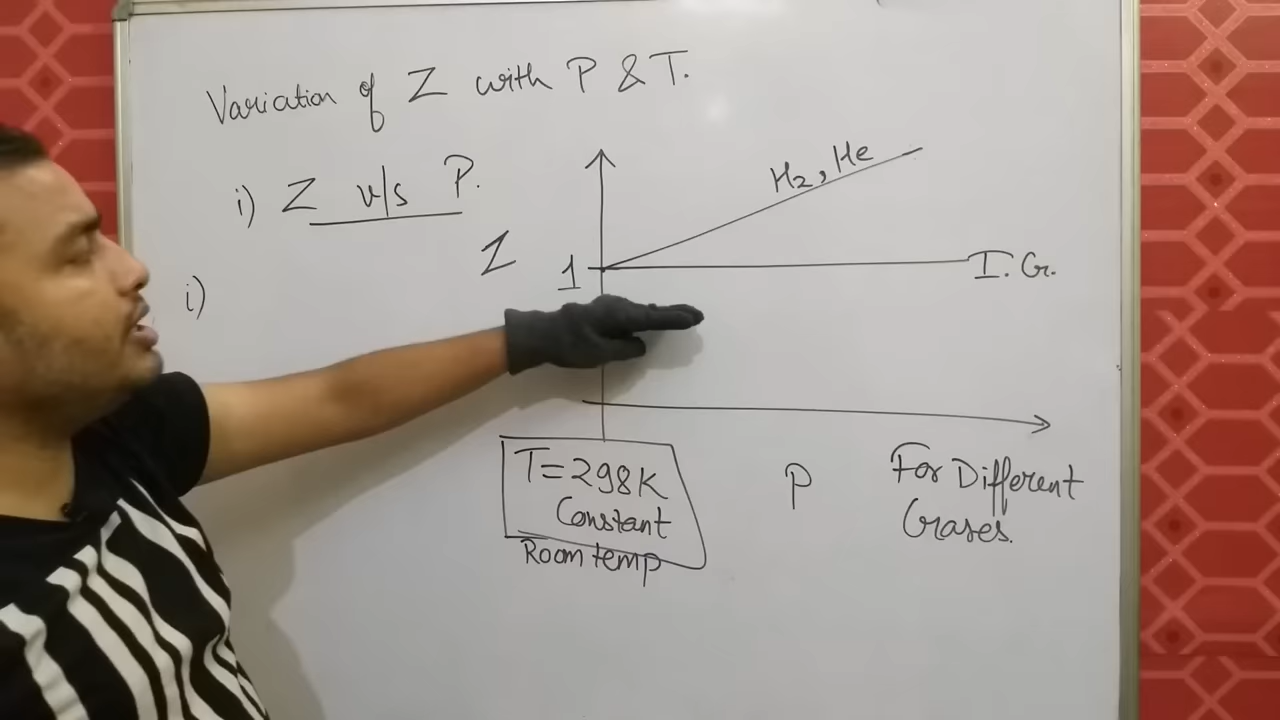 Variation of Z with P & T.
i) Z v/s P.
i)
Z
1
H2, He
I. G.
T=298K
Constant
Room temp
P
For Different
Gases.